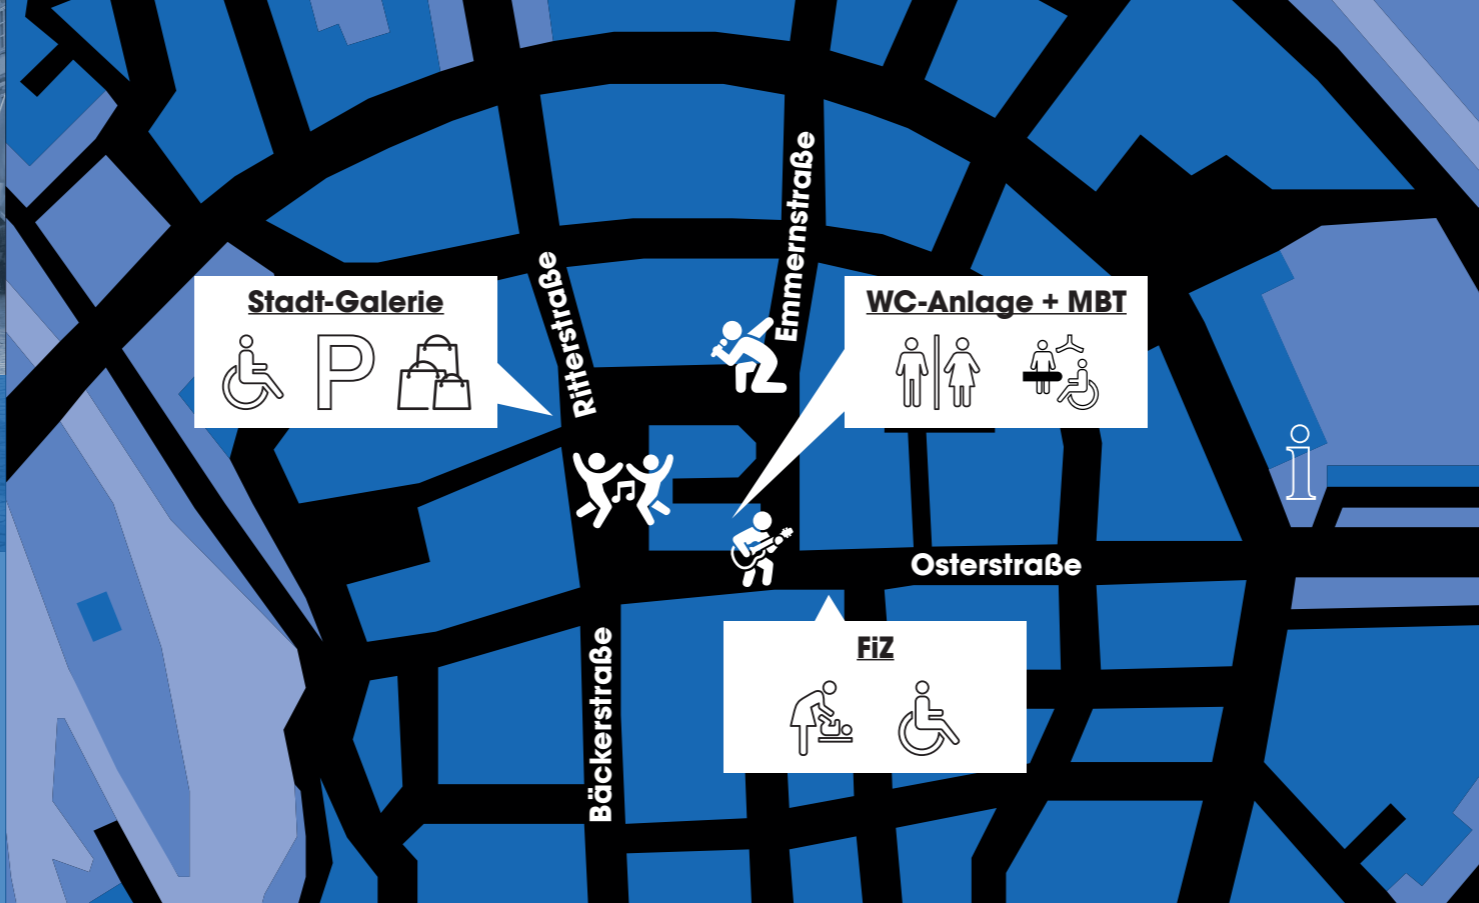 Emmernstraße
Ritterstraße
Stadt-Galerie
P
WC-Anlage + MBT
i
Osterstraße
FiZ
Bäckerstraße